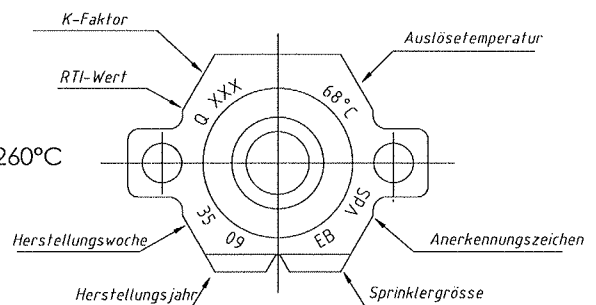 K-Faktor
Auslösetemperatur
RTI-Wert
Q XXX
68°C
260°C
35
09
EB
VdS
Herstellungswoche
Anerkennungszeichen
Herstellungsjahr
Sprinklergrösse